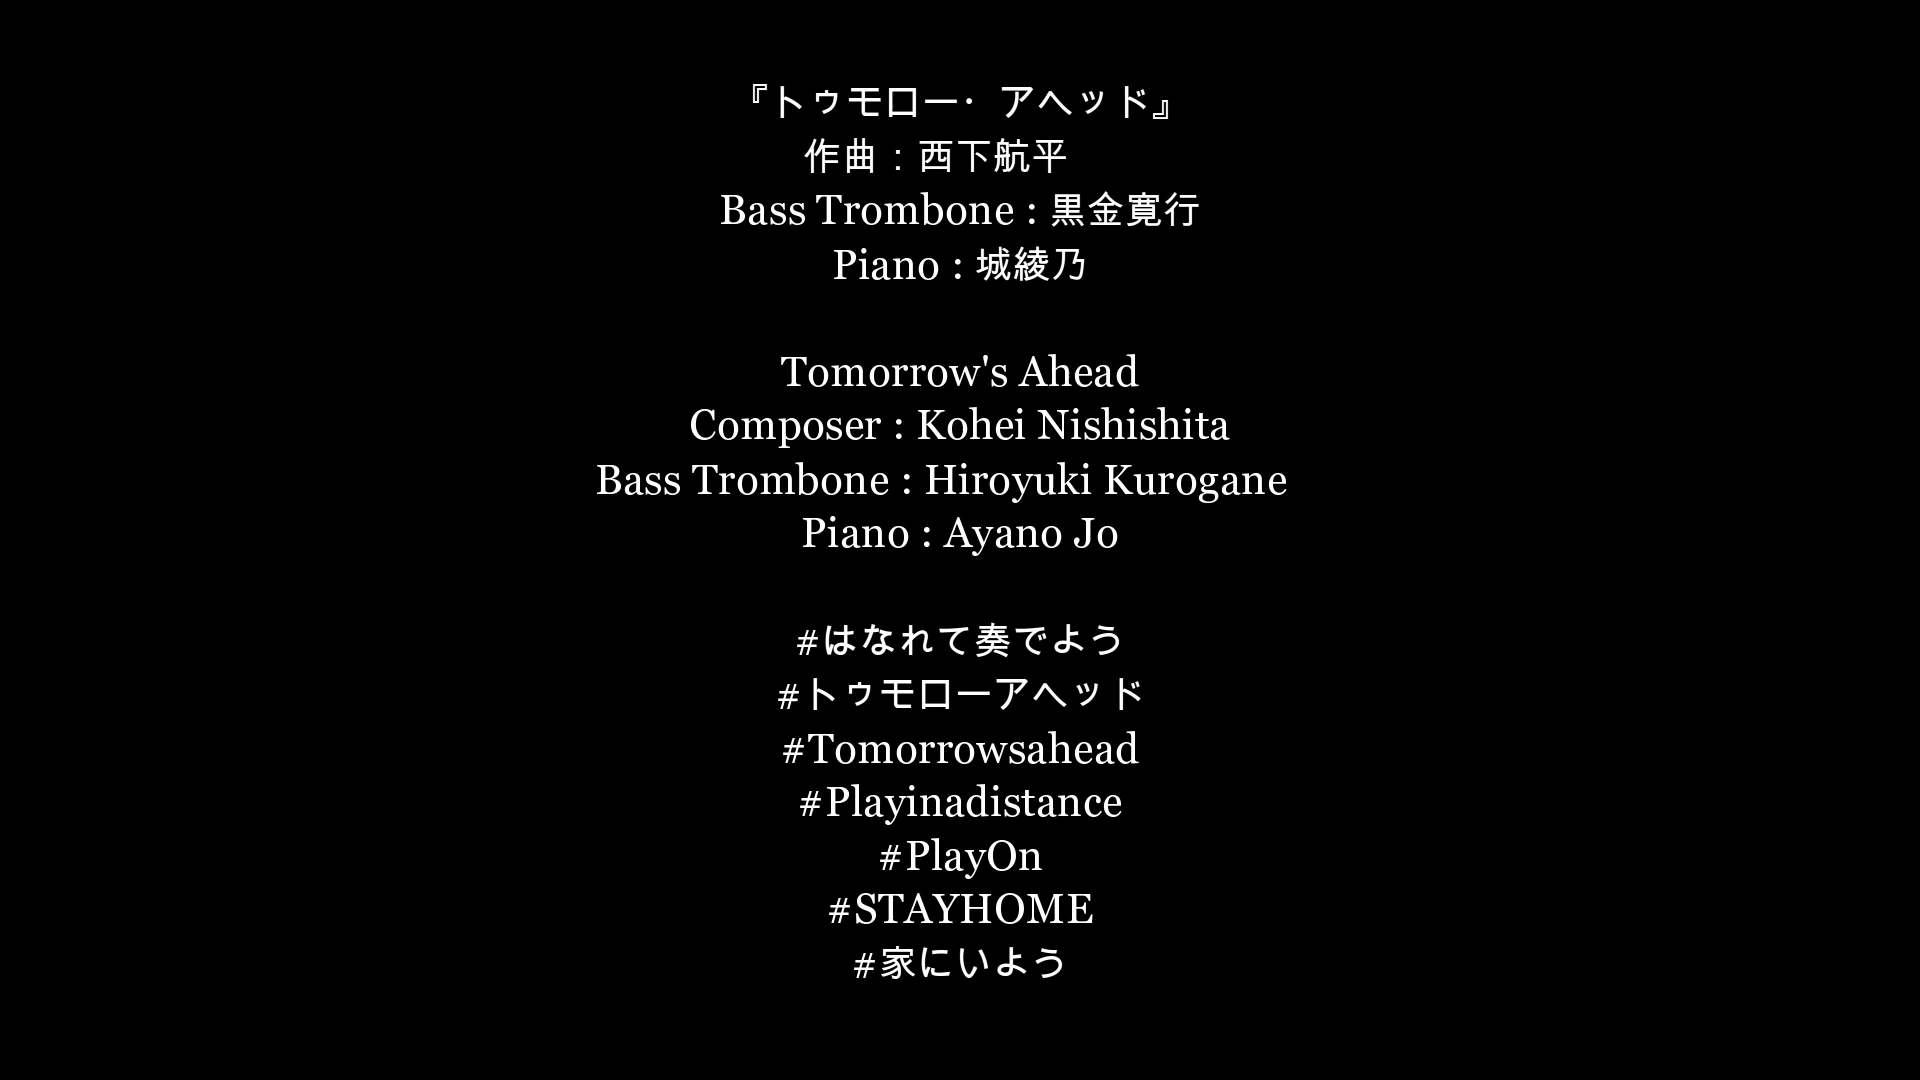 『トゥモロー・アヘッド』
作曲：西下航平
Bass Trombone : 黒金寛行
Piano : 城綾乃
Tomorrow's Ahead
Composer : Kohei Nishishita
Bass Trombone : Hiroyuki Kurogane
Piano : Ayano Jo
#はなれて奏でよう
#トゥモローアヘッド
#Tomorrowsahead
#Playinadistance
#PlayOn
#STAYHOME
#家にいよう